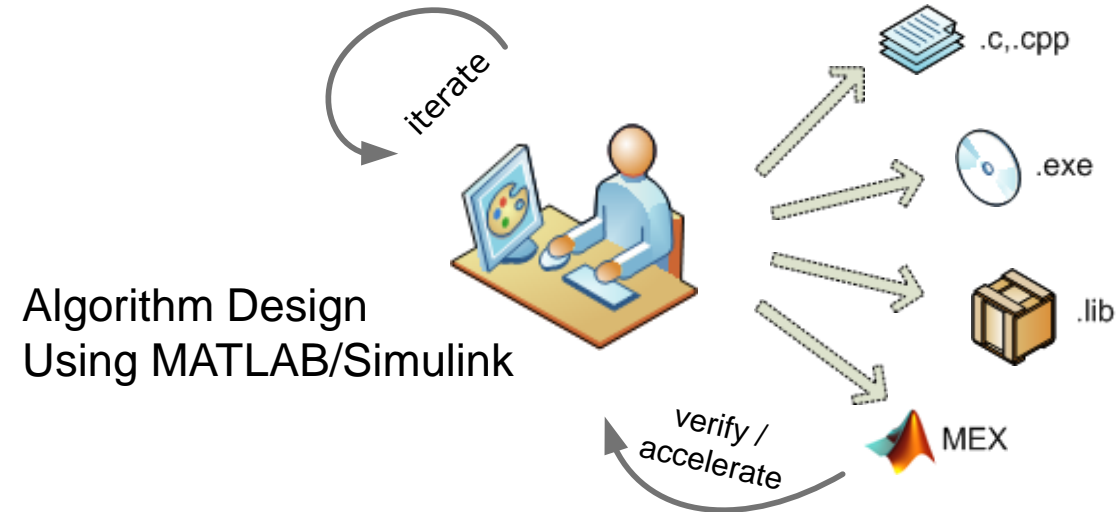 iterate
.c,.cpp
.exe
Algorithm Design
Using MATLAB/Simulink
.lib
verify /
accelerate
MEX